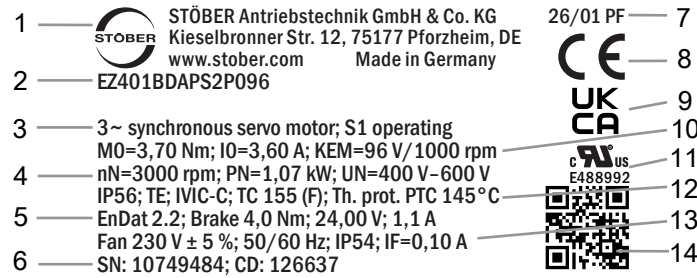 1
STÖBER
STÖBER Antriebstechnik GmbH & Co. KG
Kieselbronner Str. 12, 75177 Pforzheim, DE
www.stober.com Made in Germany
26/01 PF 7
CE 8
2 EZ401BDAPS2P096
UK
CA 9
3 3~ synchronous servo motor; S1 operating
M0=3,70 Nm; I0=3,60 A; KEM=96 V/1000 rpm 10
c RU US 11
E488992
4 nN=3000 rpm; PN=1,07 kW; UN=400 V–600 V
IP56; TE; IVIC-C; TC 155 (F); Th. prot. PTC 145°C 12
5 EnDat 2.2; Brake 4,0 Nm; 24,00 V; 1,1 A
Fan 230 V ± 5 %; 50/60 Hz; IP54; IF=0,10 A 13
6 SN: 10749484; CD: 126637
14